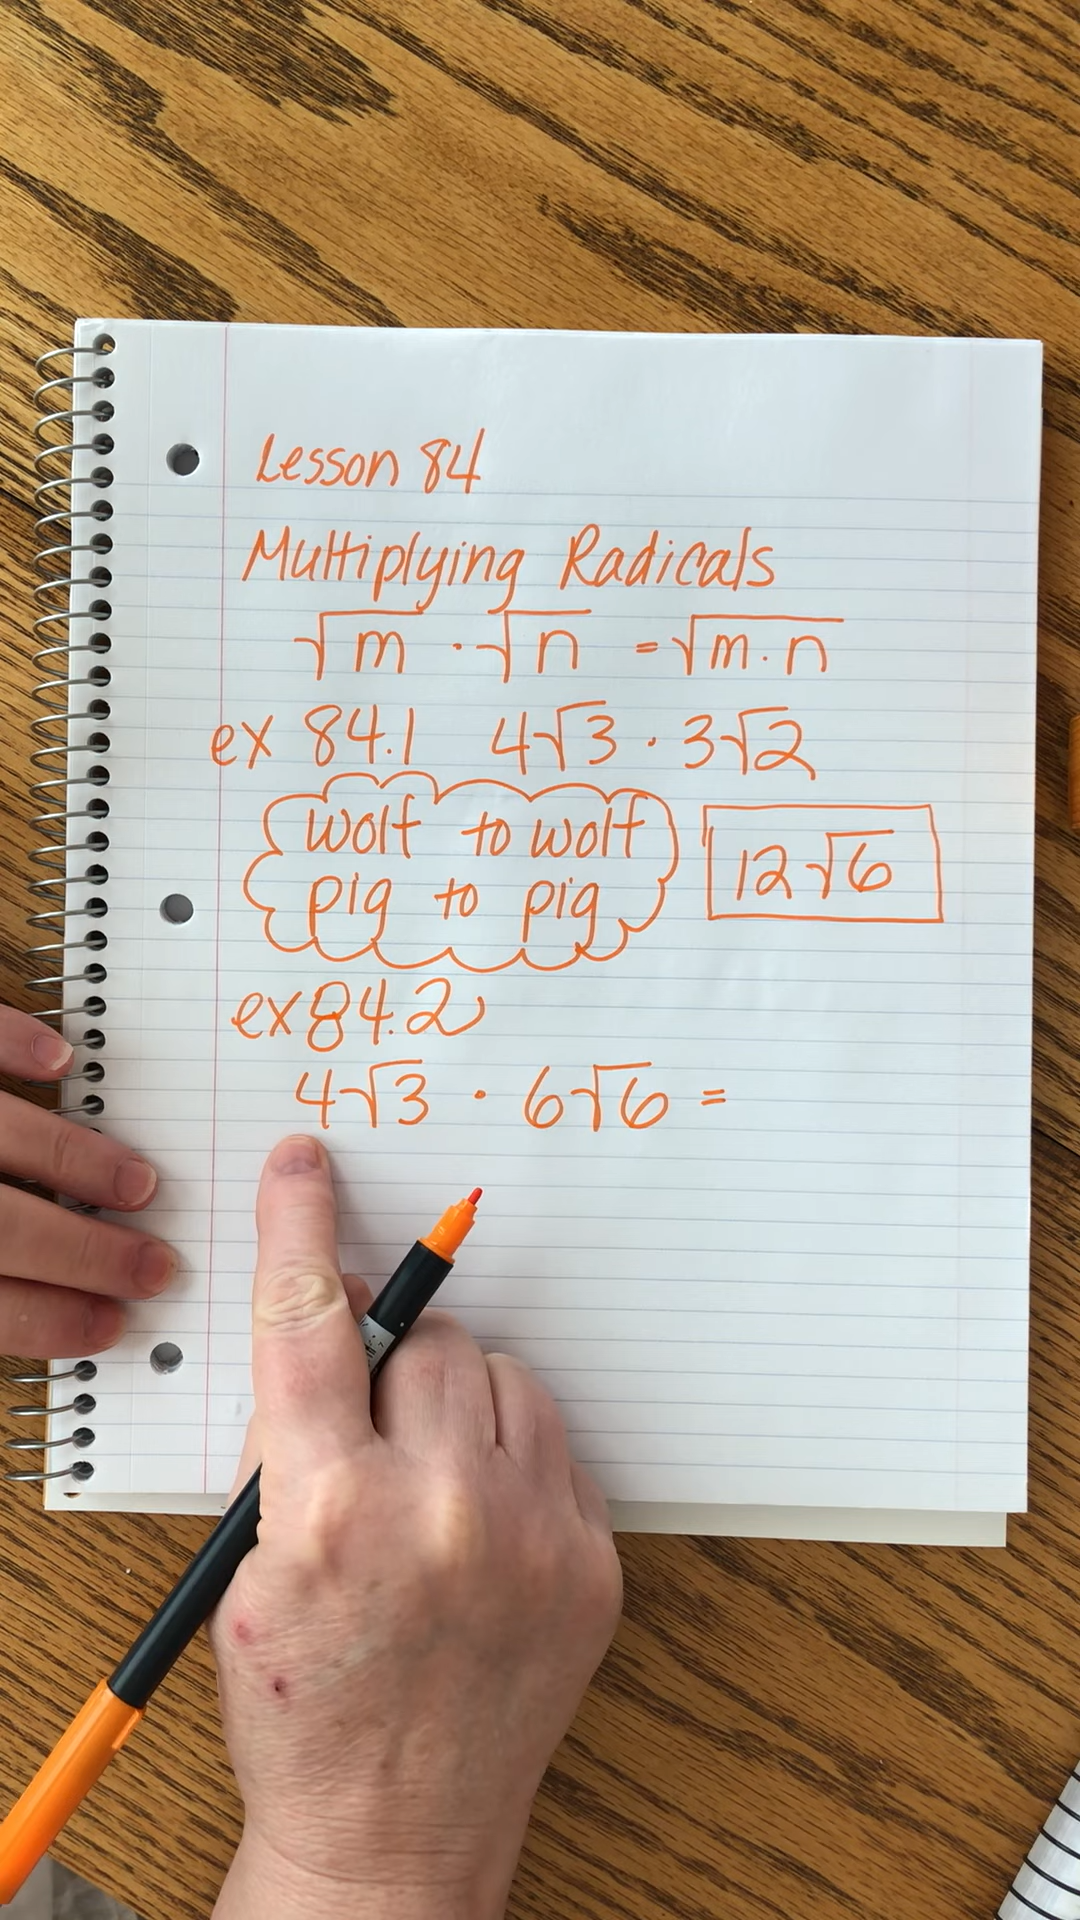 Lesson 84
Multiplying Radicals
√m · √n = √m · n
ex 84.1 4√3 · 3√2
wolf to wolf
pig to pig
12√6
ex 84.2
4√3 · 6√6 =